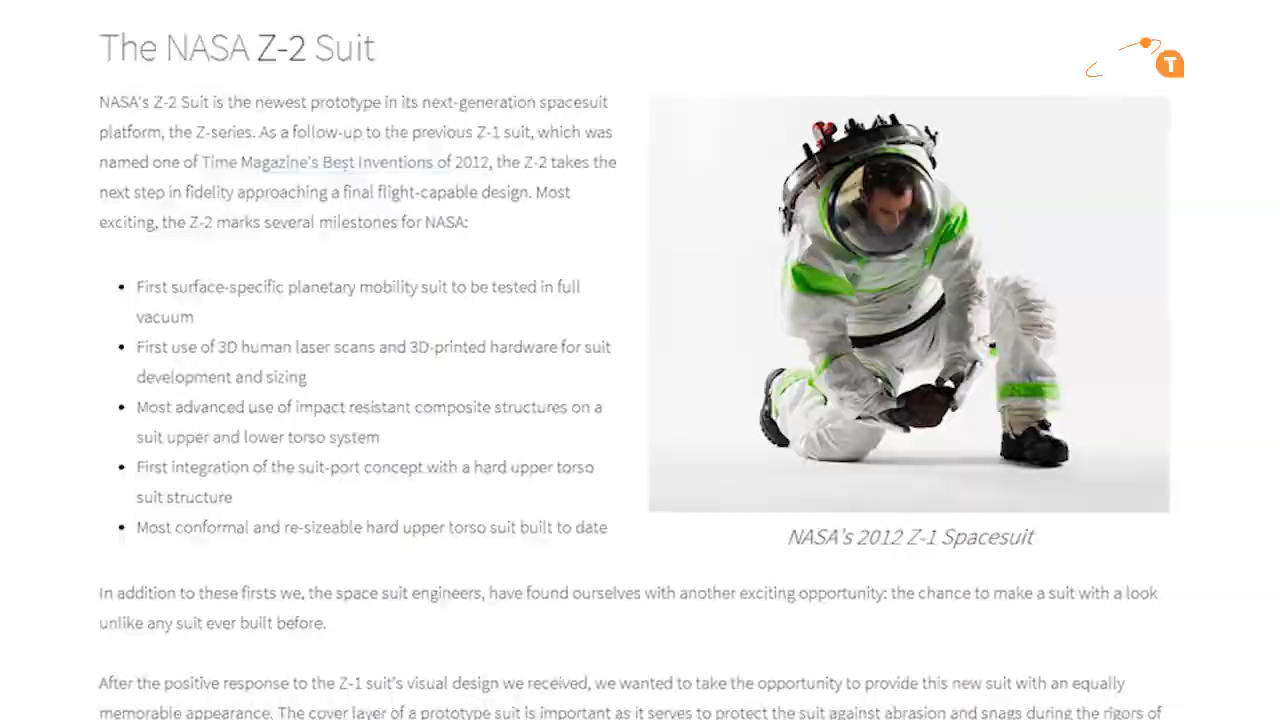 The NASA Z-2 Suit
T
NASA's Z-2 Suit is the newest prototype in its next-generation spacesuit
platform, the Z-series. As a follow-up to the previous Z-1 suit, which was
named one of Time Magazine's Best Inventions of 2012, the Z-2 takes the
next step in fidelity approaching a final flight-capable design. Most
exciting, the Z-2 marks several milestones for NASA:
• First surface-specific planetary mobility suit to be tested in full
vacuum
• First use of 3D human laser scans and 3D-printed hardware for suit
development and sizing
• Most advanced use of impact resistant composite structures on a
suit upper and lower torso system
• First integration of the suit-port concept with a hard upper torso
suit structure
• Most conformal and re-sizeable hard upper torso suit built to date
NASA's 2012 Z-1 Spacesuit
In addition to these firsts we, the space suit engineers, have found ourselves with another exciting opportunity: the chance to make a suit with a look
unlike any suit ever built before.
After the positive response to the Z-1 suit's visual design we received, we wanted to take the opportunity to provide this new suit with an equally
memorable appearance. The cover layer of a prototype suit is important as it serves to protect the suit against abrasion and snags during the rigors of